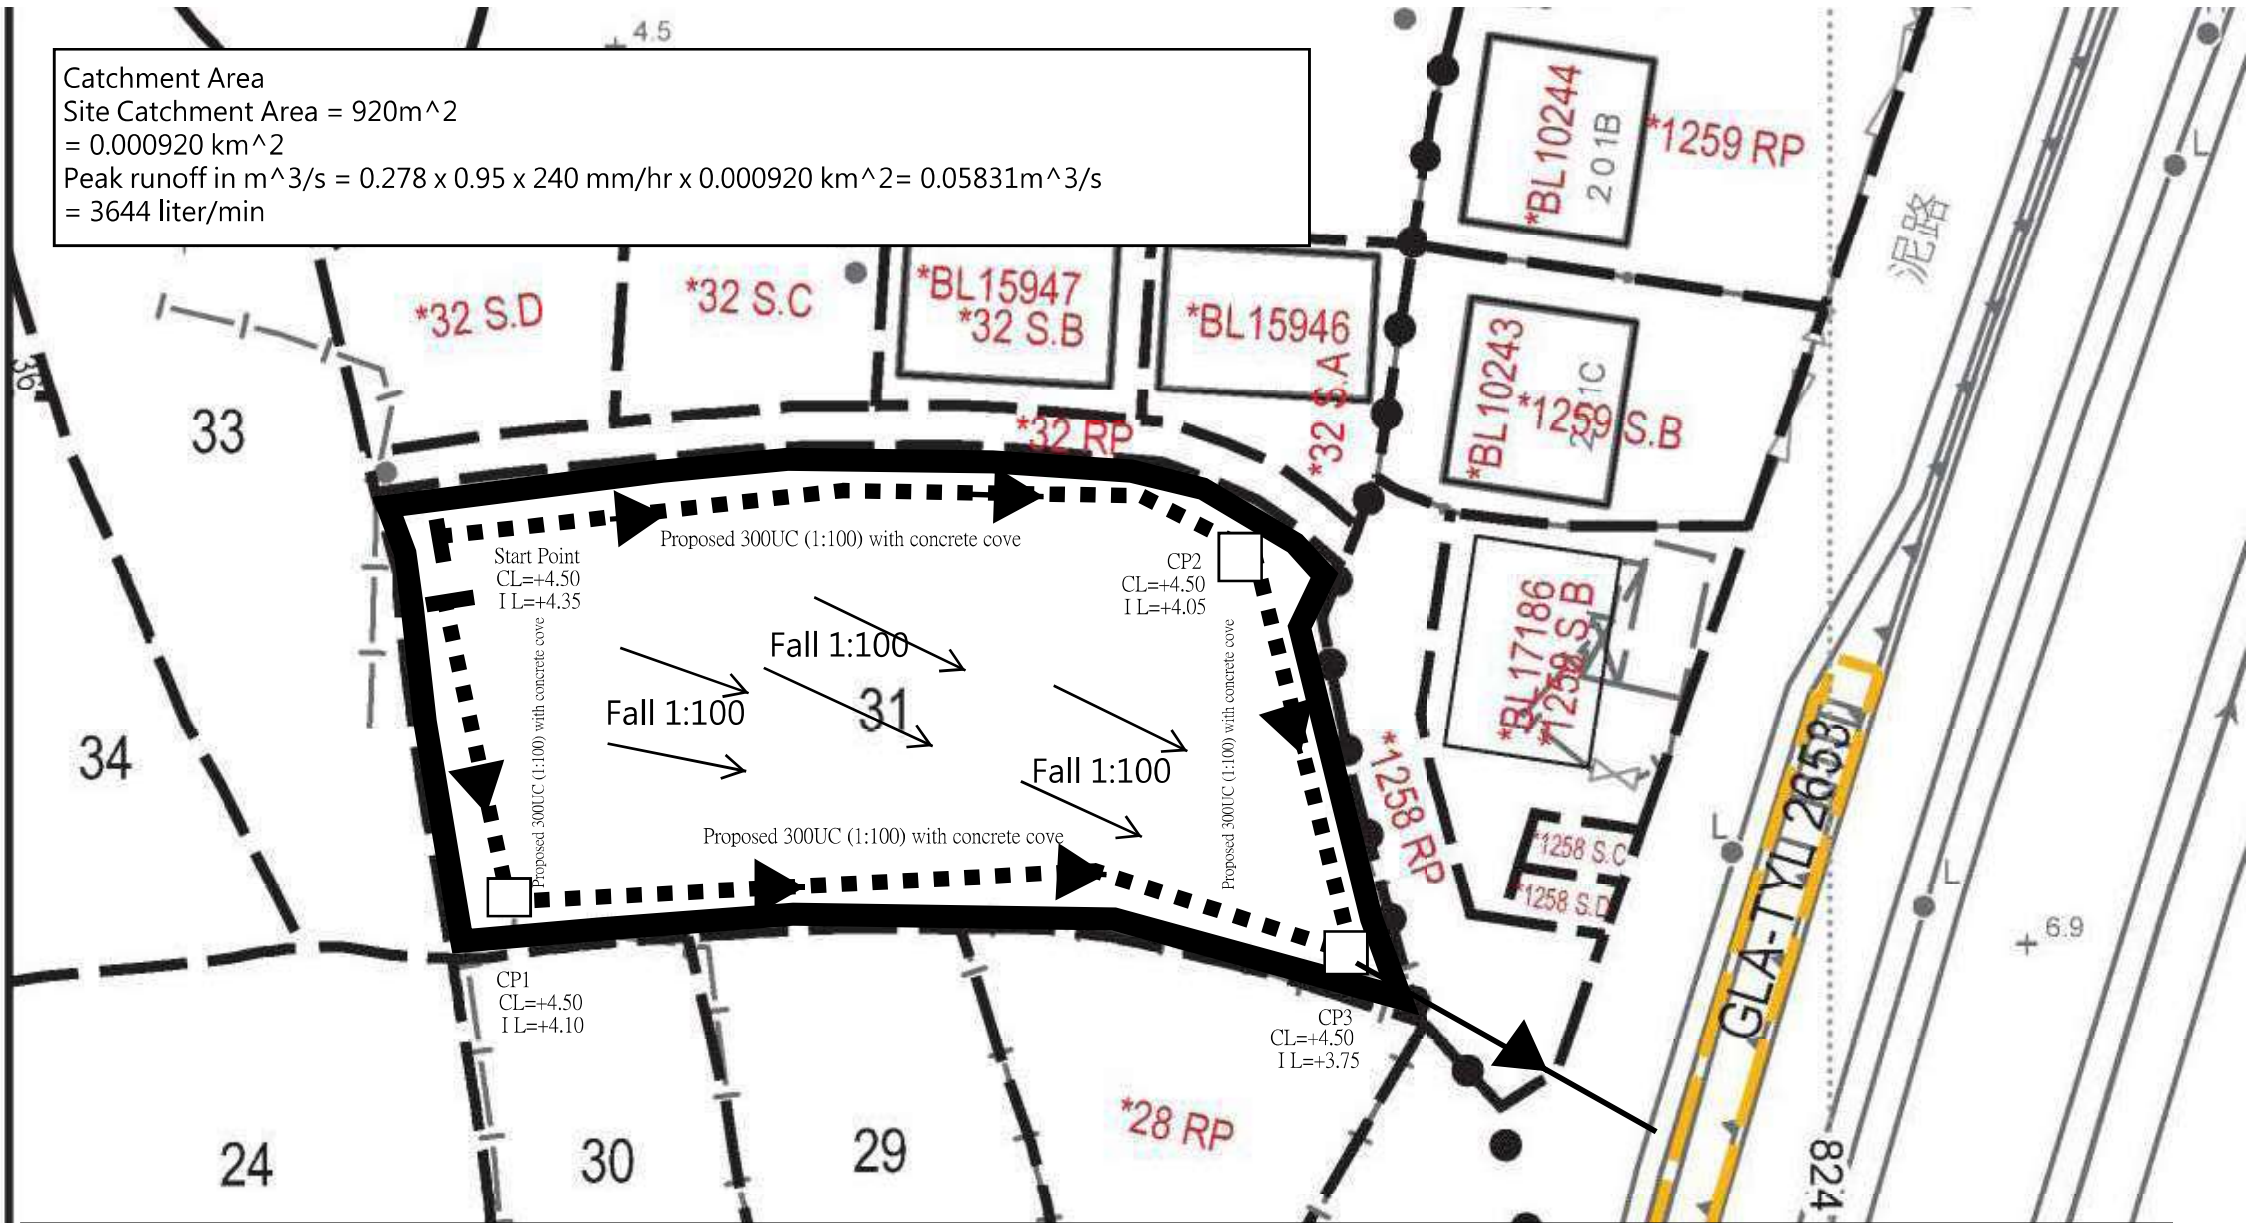 4.5
Catchment Area
Site Catchment Area = 920m^2
= 0.000920 km^2
Peak runoff in m^3/s = 0.278 x 0.95 x 240 mm/hr x 0.000920 km^2= 0.05831m^3/s
= 3644 liter/min
*BL10244
201B
*1259 RP
L
泥路
*32 S.D
*32 S.C
*BL15947
*32 S.B
*BL15946
*32 S.A
*BL10243
*1259 S.B
36
33
*32 RP
Proposed 300UC (1:100) with concrete cove
Start Point
CL=+4.50
I L=+4.35
CP2
CL=+4.50
I L=+4.05
*BL17186
*1258 S.B
Proposed 300UC (1:100) with concrete cove
Proposed 300UC (1:100) with concrete cove
Fall 1:100
Fall 1:100
31
Fall 1:100
34
*1258 RP
Proposed 300UC (1:100) with concrete cove
L
*1258 S.C
*1258 S.D
L
GLA-TYL 2653
6.9
CP1
CL=+4.50
I L=+4.10
CP3
CL=+4.50
I L=+3.75
*28 RP
24
30
29
824